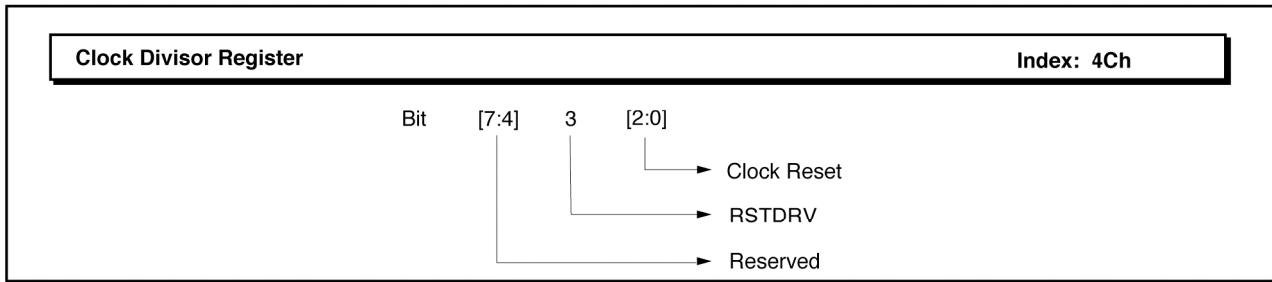 Clock Divisor Register Index: 4Ch
Bit [7:4] 3 [2:0]
Clock Reset
RSTDRV
Reserved